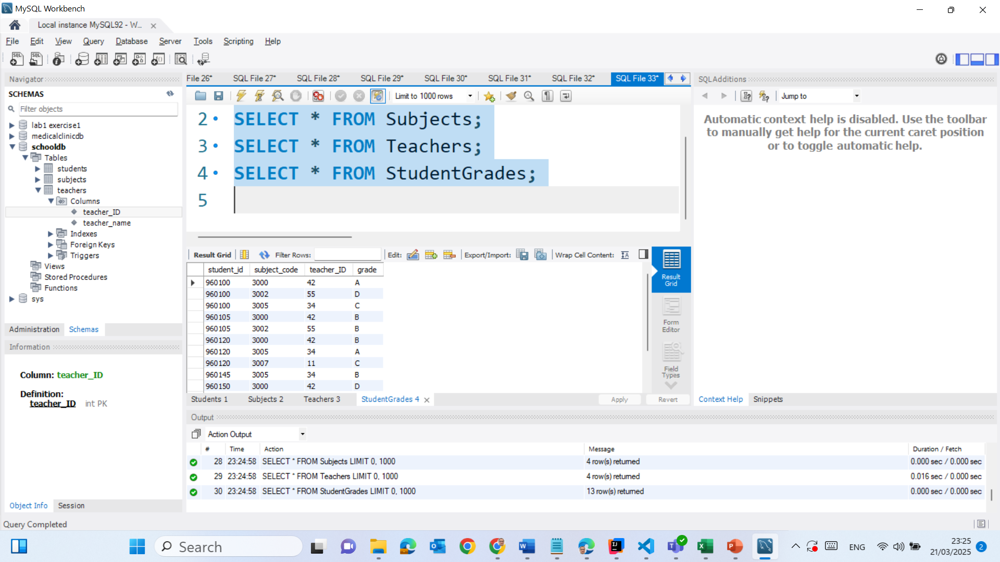 MySQL Workbench
Local instance MySQL92 - W...
File Edit View Query Database Server Tools Scripting Help
Navigator
SCHEMAS
Filter objects
lab1 exercise1
medicalclinicdb
schooldb
Tables
students
subjects
teachers
Columns
teacher_ID
teacher_name
Indexes
Foreign Keys
Triggers
Views
Stored Procedures
Functions
sys
Administration Schemas
Information
Column: teacher_ID
Definition:
teacher_ID int PK
Object Info Session
File 26* SQL File 27* SQL File 28* SQL File 29* SQL File 30* SQL File 31* SQL File 32* SQL File 33*
Limit to 1000 rows
2 SELECT * FROM Subjects;
3 SELECT * FROM Teachers;
4 SELECT * FROM StudentGrades;
5
Result Grid Filter Rows: Edit: Export/Import: Wrap Cell Content:
student_id subject_code teacher_ID grade
960100 3000 42 A
960100 3002 55 D
960100 3005 34 C
960105 3000 42 B
960105 3002 55 B
960120 3000 42 B
960120 3005 34 A
960120 3007 11 C
960145 3005 34 B
960150 3000 42 D
Result
Grid
Form
Editor
Field
Types
Students 1 Subjects 2 Teachers 3 StudentGrades 4 Apply Revert
SQLAdditions
Jump to
Automatic context help is disabled. Use the toolbar
to manually get help for the current caret position
or to toggle automatic help.
Context Help Snippets
Output
Action Output
# Time Action Message Duration / Fetch
28 23:24:58 SELECT * FROM Subjects LIMIT 0, 1000 4 row(s) returned 0.000 sec / 0.000 sec
29 23:24:58 SELECT * FROM Teachers LIMIT 0, 1000 4 row(s) returned 0.016 sec / 0.000 sec
30 23:24:58 SELECT * FROM StudentGrades LIMIT 0, 1000 13 row(s) returned 0.000 sec / 0.000 sec
Query Completed
Search
ENG
23:25
21/03/2025
2